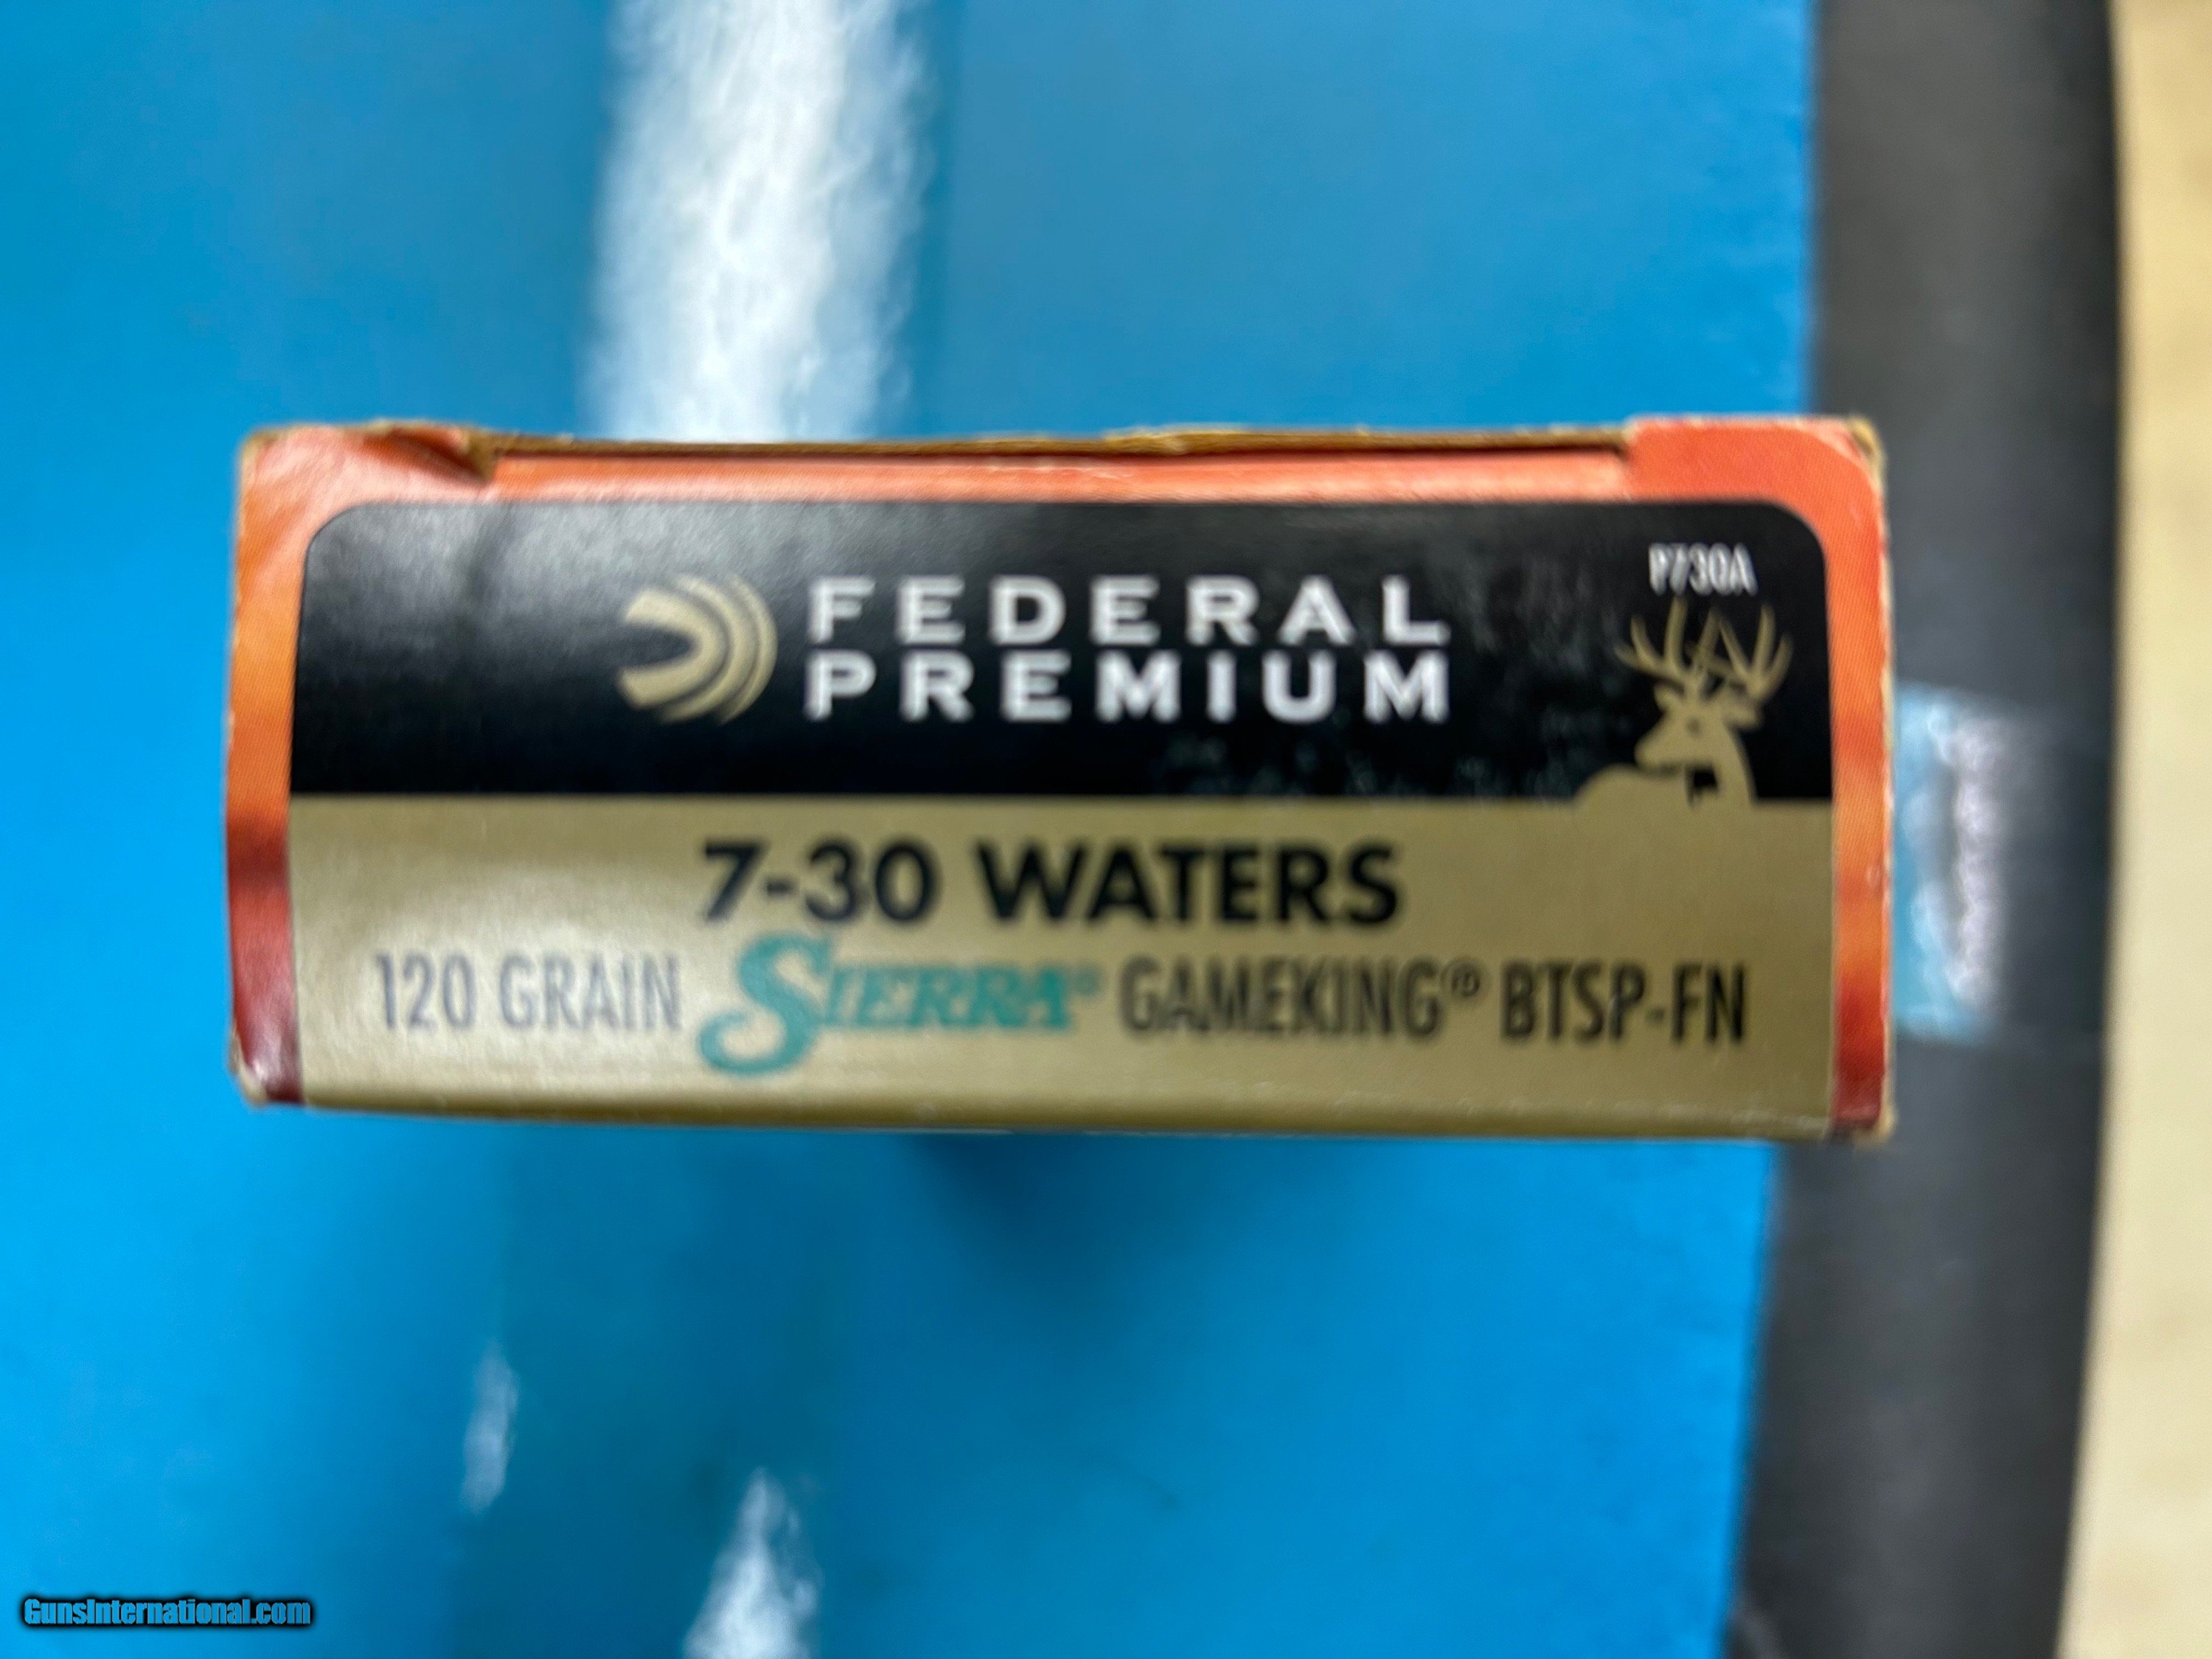 P730A
FEDERAL
PREMIUM
7-30 WATERS
120 GRAIN SIERRA® GAMEKING® BTSP-FN
GunsInternational.com